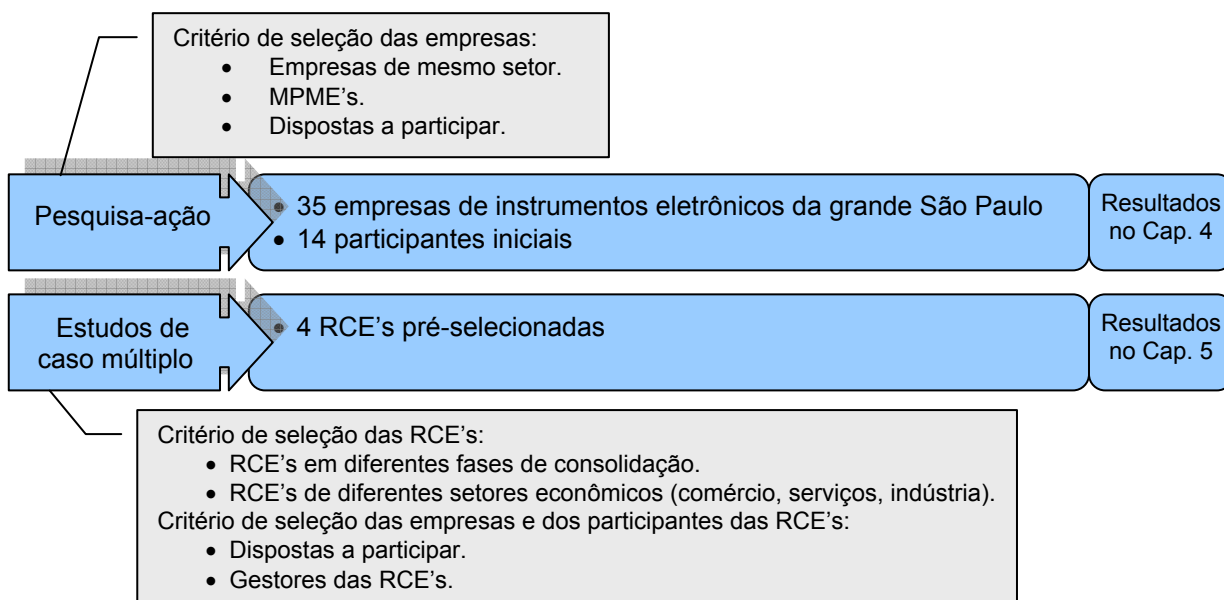 Critério de seleção das empresas:
• Empresas de mesmo setor.
• MPME's.
• Dispostas a participar.
Pesquisa-ação
• 35 empresas de instrumentos eletrônicos da grande São Paulo
• 14 participantes iniciais
Resultados
no Cap. 4
Estudos de
caso múltiplo
• 4 RCE's pré-selecionadas
Resultados
no Cap. 5
Critério de seleção das RCE's:
• RCE's em diferentes fases de consolidação.
• RCE's de diferentes setores econômicos (comércio, serviços, indústria).
Critério de seleção das empresas e dos participantes das RCE's:
• Dispostas a participar.
• Gestores das RCE's.